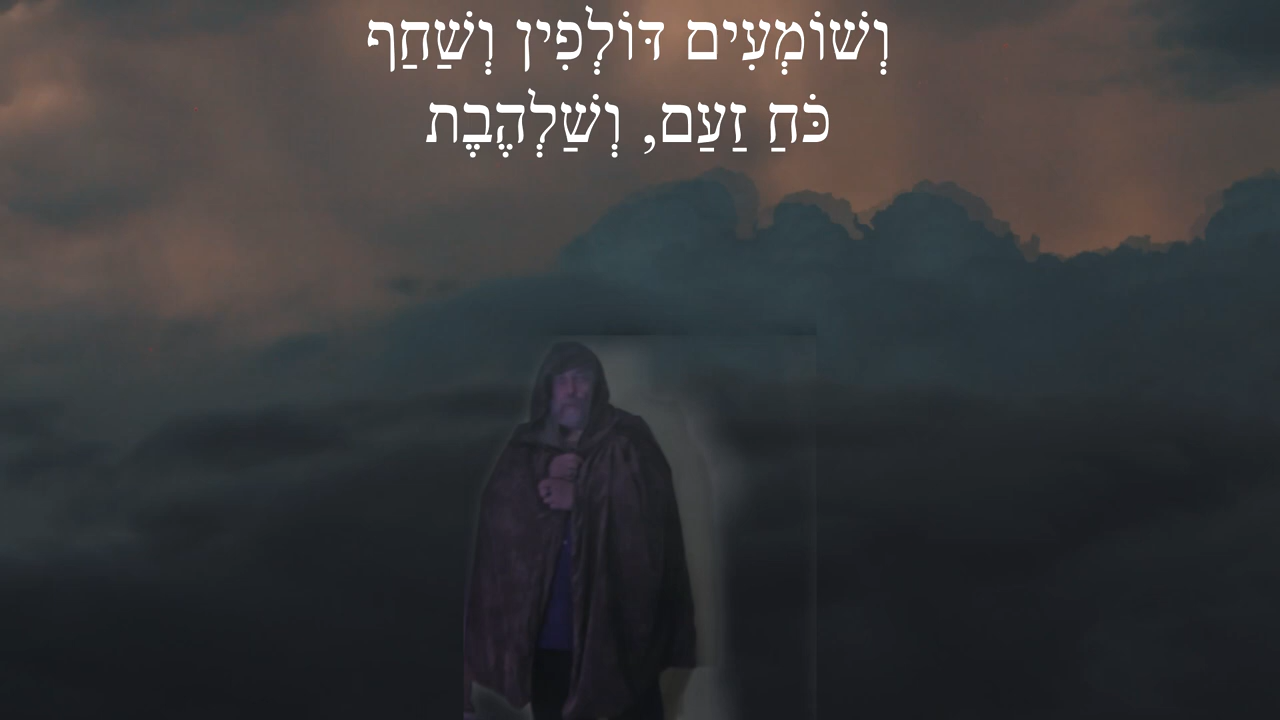 וְשׁוֹמְעִים דּוֹלְפִין וְשַׁחַף
כֹּחַ זַעַם, וְשַׁלְהֶבֶת